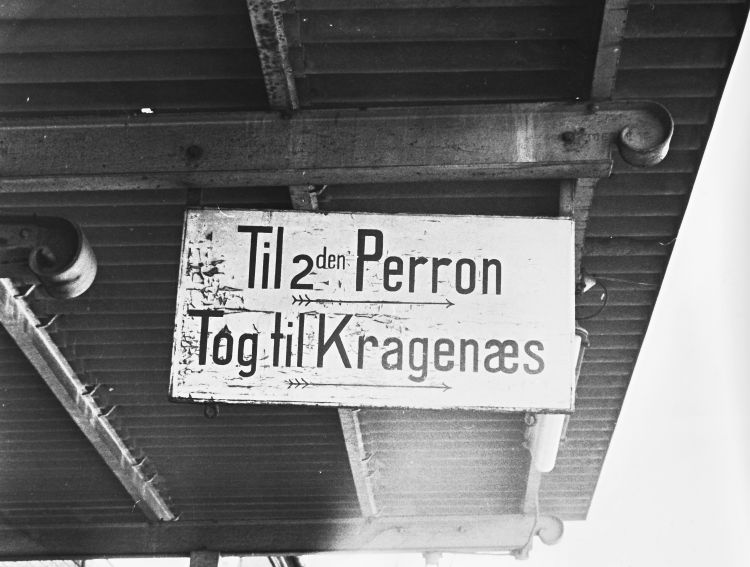 Til 2den Perron
Tog til Kragenæs